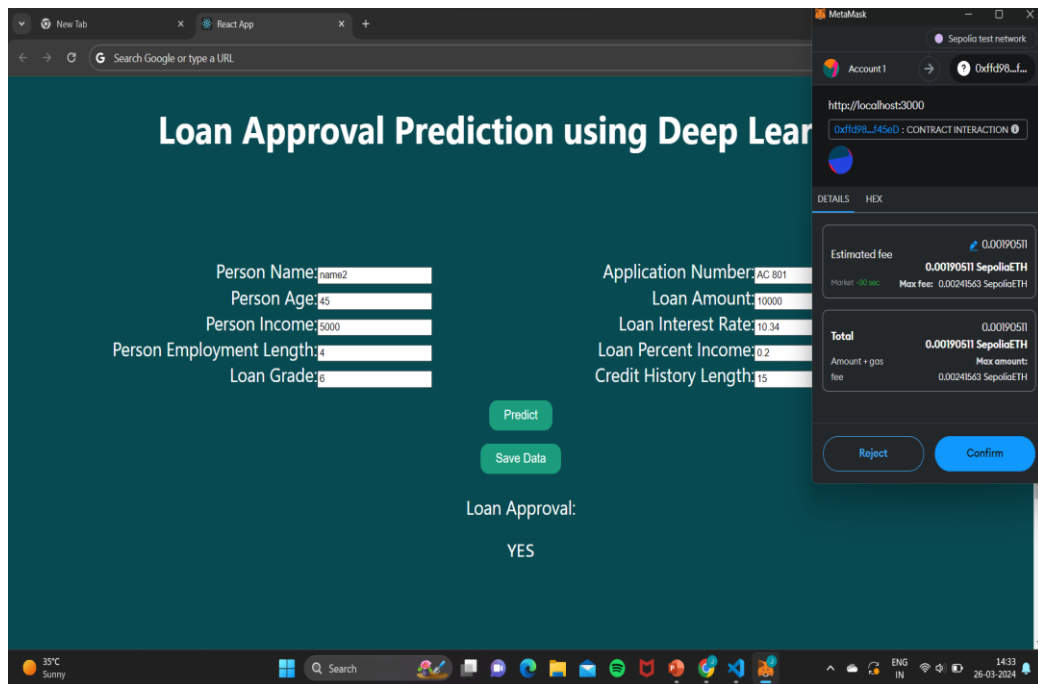 New Tab
React App
Search Google or type a URL
Loan Approval Prediction using Deep Lear
Person Name: name2
Person Age: 45
Person Income: 5000
Person Employment Length: 4
Loan Grade: 6
Application Number: AC 801
Loan Amount: 10000
Loan Interest Rate: 10.34
Loan Percent Income: 0.2
Credit History Length: 15
Predict
Save Data
Loan Approval:
YES
MetaMask
Sepolia test network
Account 1
0xffd98...f...
http://localhost:3000
0xffd98...f45eD : CONTRACT INTERACTION
DETAILS HEX
Estimated fee
0.00190511
0.00190511 SepoliaETH
Market ~30 sec Max fee: 0.00241563 SepoliaETH
Total
0.00190511
0.00190511 SepoliaETH
Amount + gas fee
Max amount:
0.00241563 SepoliaETH
Reject Confirm
35°C
Sunny
Search
ENG
IN
14:33
26-03-2024